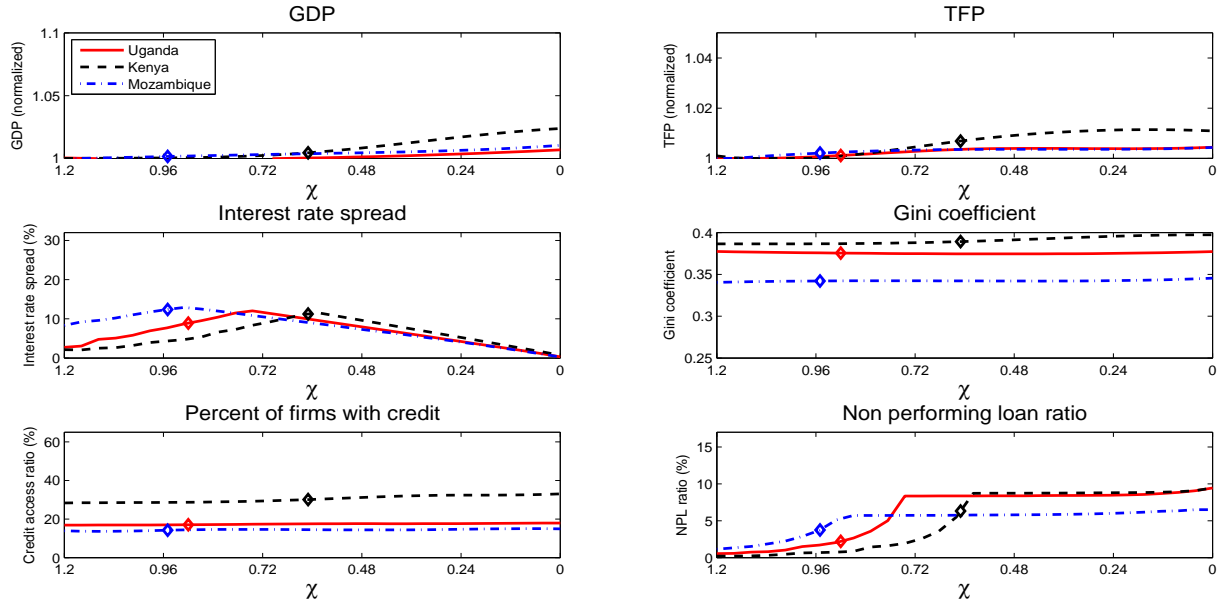 GDP
GDP (normalized)
1.1
1.05
1
Uganda
Kenya
Mozambique
1.2 0.96 0.72 0.48 0.24 0
χ
TFP
TFP (normalized)
1.04
1.02
1
1.2 0.96 0.72 0.48 0.24 0
χ
Interest rate spread
Interest rate spread (%)
30
20
10
0
1.2 0.96 0.72 0.48 0.24 0
χ
Gini coefficient
Gini coefficient
0.4
0.35
0.3
0.25
1.2 0.96 0.72 0.48 0.24 0
χ
Percent of firms with credit
Credit access ratio (%)
60
40
20
0
1.2 0.96 0.72 0.48 0.24 0
χ
Non performing loan ratio
NPL ratio (%)
15
10
5
0
1.2 0.96 0.72 0.48 0.24 0
χ